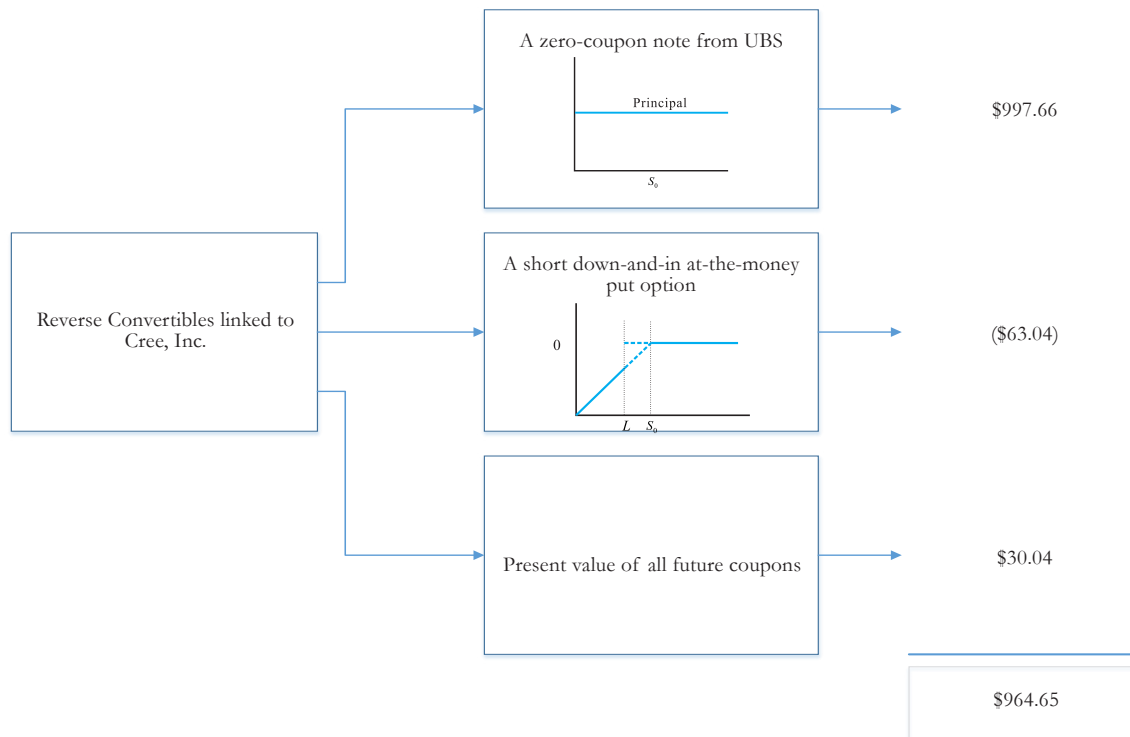 A zero-coupon note from UBS
Principal
S₀
$997.66
Reverse Convertibles linked to
Cree, Inc.
A short down-and-in at-the-money
put option
0
L S₀
($63.04)
Present value of all future coupons
$30.04
$964.65